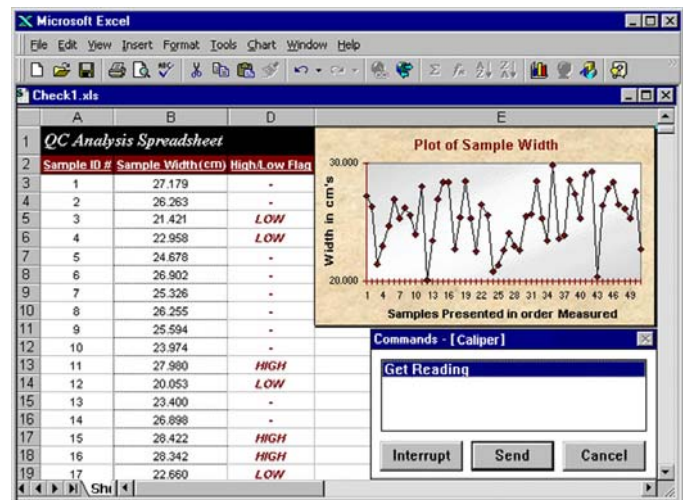 Microsoft Excel
File Edit View Insert Format Tools Chart Window Help
Check1.xls
A B D E
1 QC Analysis Spreadsheet
2 Sample ID # Sample Width(cm) High/Low Flag
3 1 27.179 -
4 2 26.263 -
5 3 21.421 LOW
6 4 22.958 LOW
7 5 24.678 -
8 6 26.902 -
9 7 25.326 -
10 8 26.255 -
11 9 25.594 -
12 10 23.974 -
13 11 27.980 HIGH
14 12 20.053 LOW
15 13 23.400 -
16 14 26.898 -
17 15 28.422 HIGH
18 16 28.342 HIGH
19 17 22.660 LOW
Plot of Sample Width
30.000
Width in cm's
20.000
1 4 7 10 13 16 19 22 25 28 31 34 37 40 43 46 49
Samples Presented in order Measured
Commands - [Caliper]
Get Reading
Interrupt Send Cancel